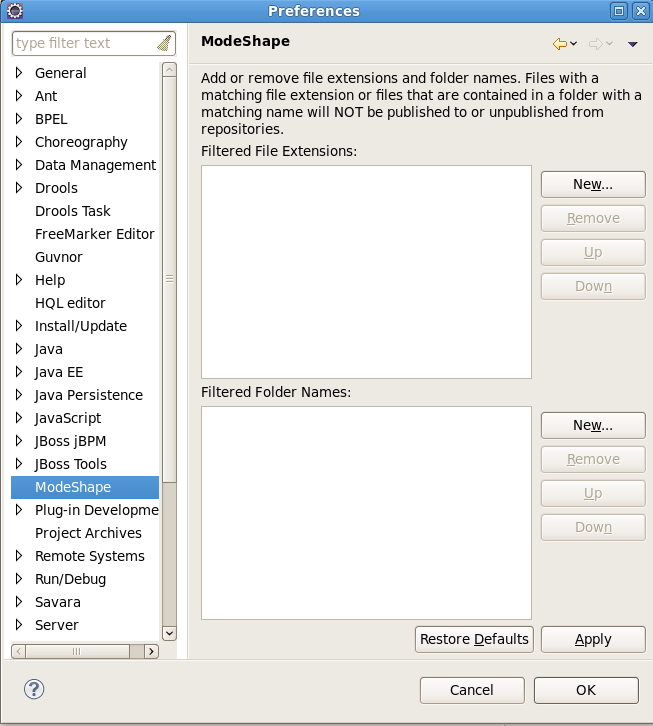 Preferences
type filter text
General
Ant
BPEL
Choreography
Data Management
Drools
Drools Task
FreeMarker Editor
Guvnor
Help
HQL editor
Install/Update
Java
Java EE
Java Persistence
JavaScript
JBoss jBPM
JBoss Tools
ModeShape
Plug-in Developme
Project Archives
Remote Systems
Run/Debug
Savara
Server
ModeShape
Add or remove file extensions and folder names. Files with a
matching file extension or files that are contained in a folder with a
matching name will NOT be published to or unpublished from
repositories.
Filtered File Extensions:
New...
Remove
Up
Down
Filtered Folder Names:
New...
Remove
Up
Down
Restore Defaults
Apply
?
Cancel
OK